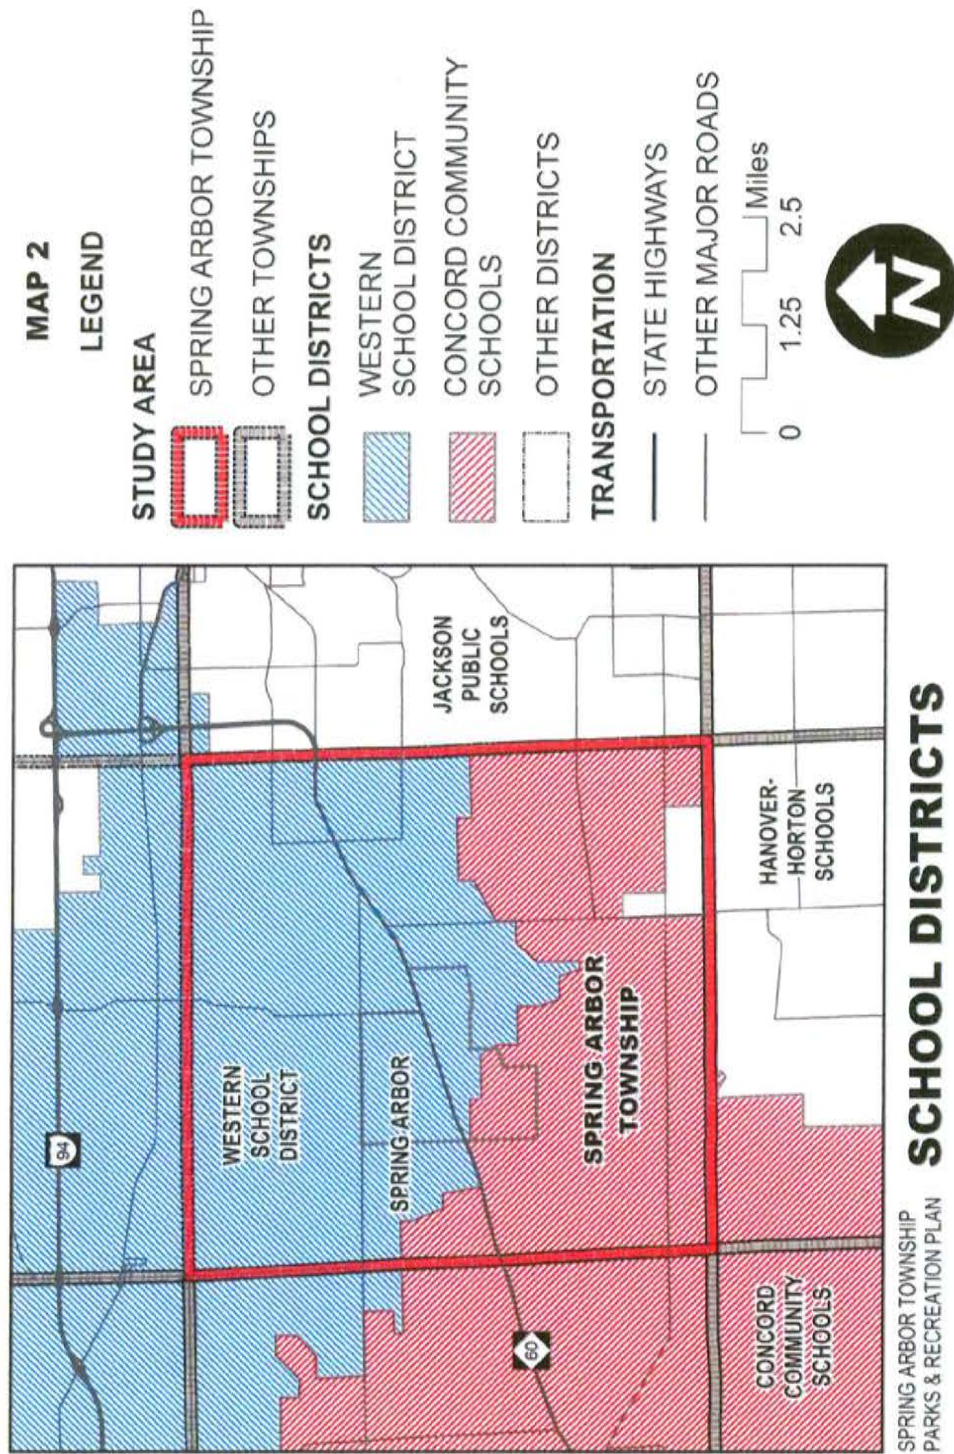 MAP 2
LEGEND
STUDY AREA
SPRING ARBOR TOWNSHIP
OTHER TOWNSHIPS
SCHOOL DISTRICTS
WESTERN
SCHOOL DISTRICT
CONCORD COMMUNITY
SCHOOLS
OTHER DISTRICTS
TRANSPORTATION
STATE HIGHWAYS
OTHER MAJOR ROADS
Miles
0 1.25 2.5
N
94
WESTERN
SCHOOL
DISTRICT
SPRING ARBOR
JACKSON
PUBLIC
SCHOOLS
SPRING ARBOR
TOWNSHIP
60
HANOVER-
HORTON
SCHOOLS
CONCORD
COMMUNITY
SCHOOLS
SPRING ARBOR TOWNSHIP
PARKS & RECREATION PLAN
SCHOOL DISTRICTS